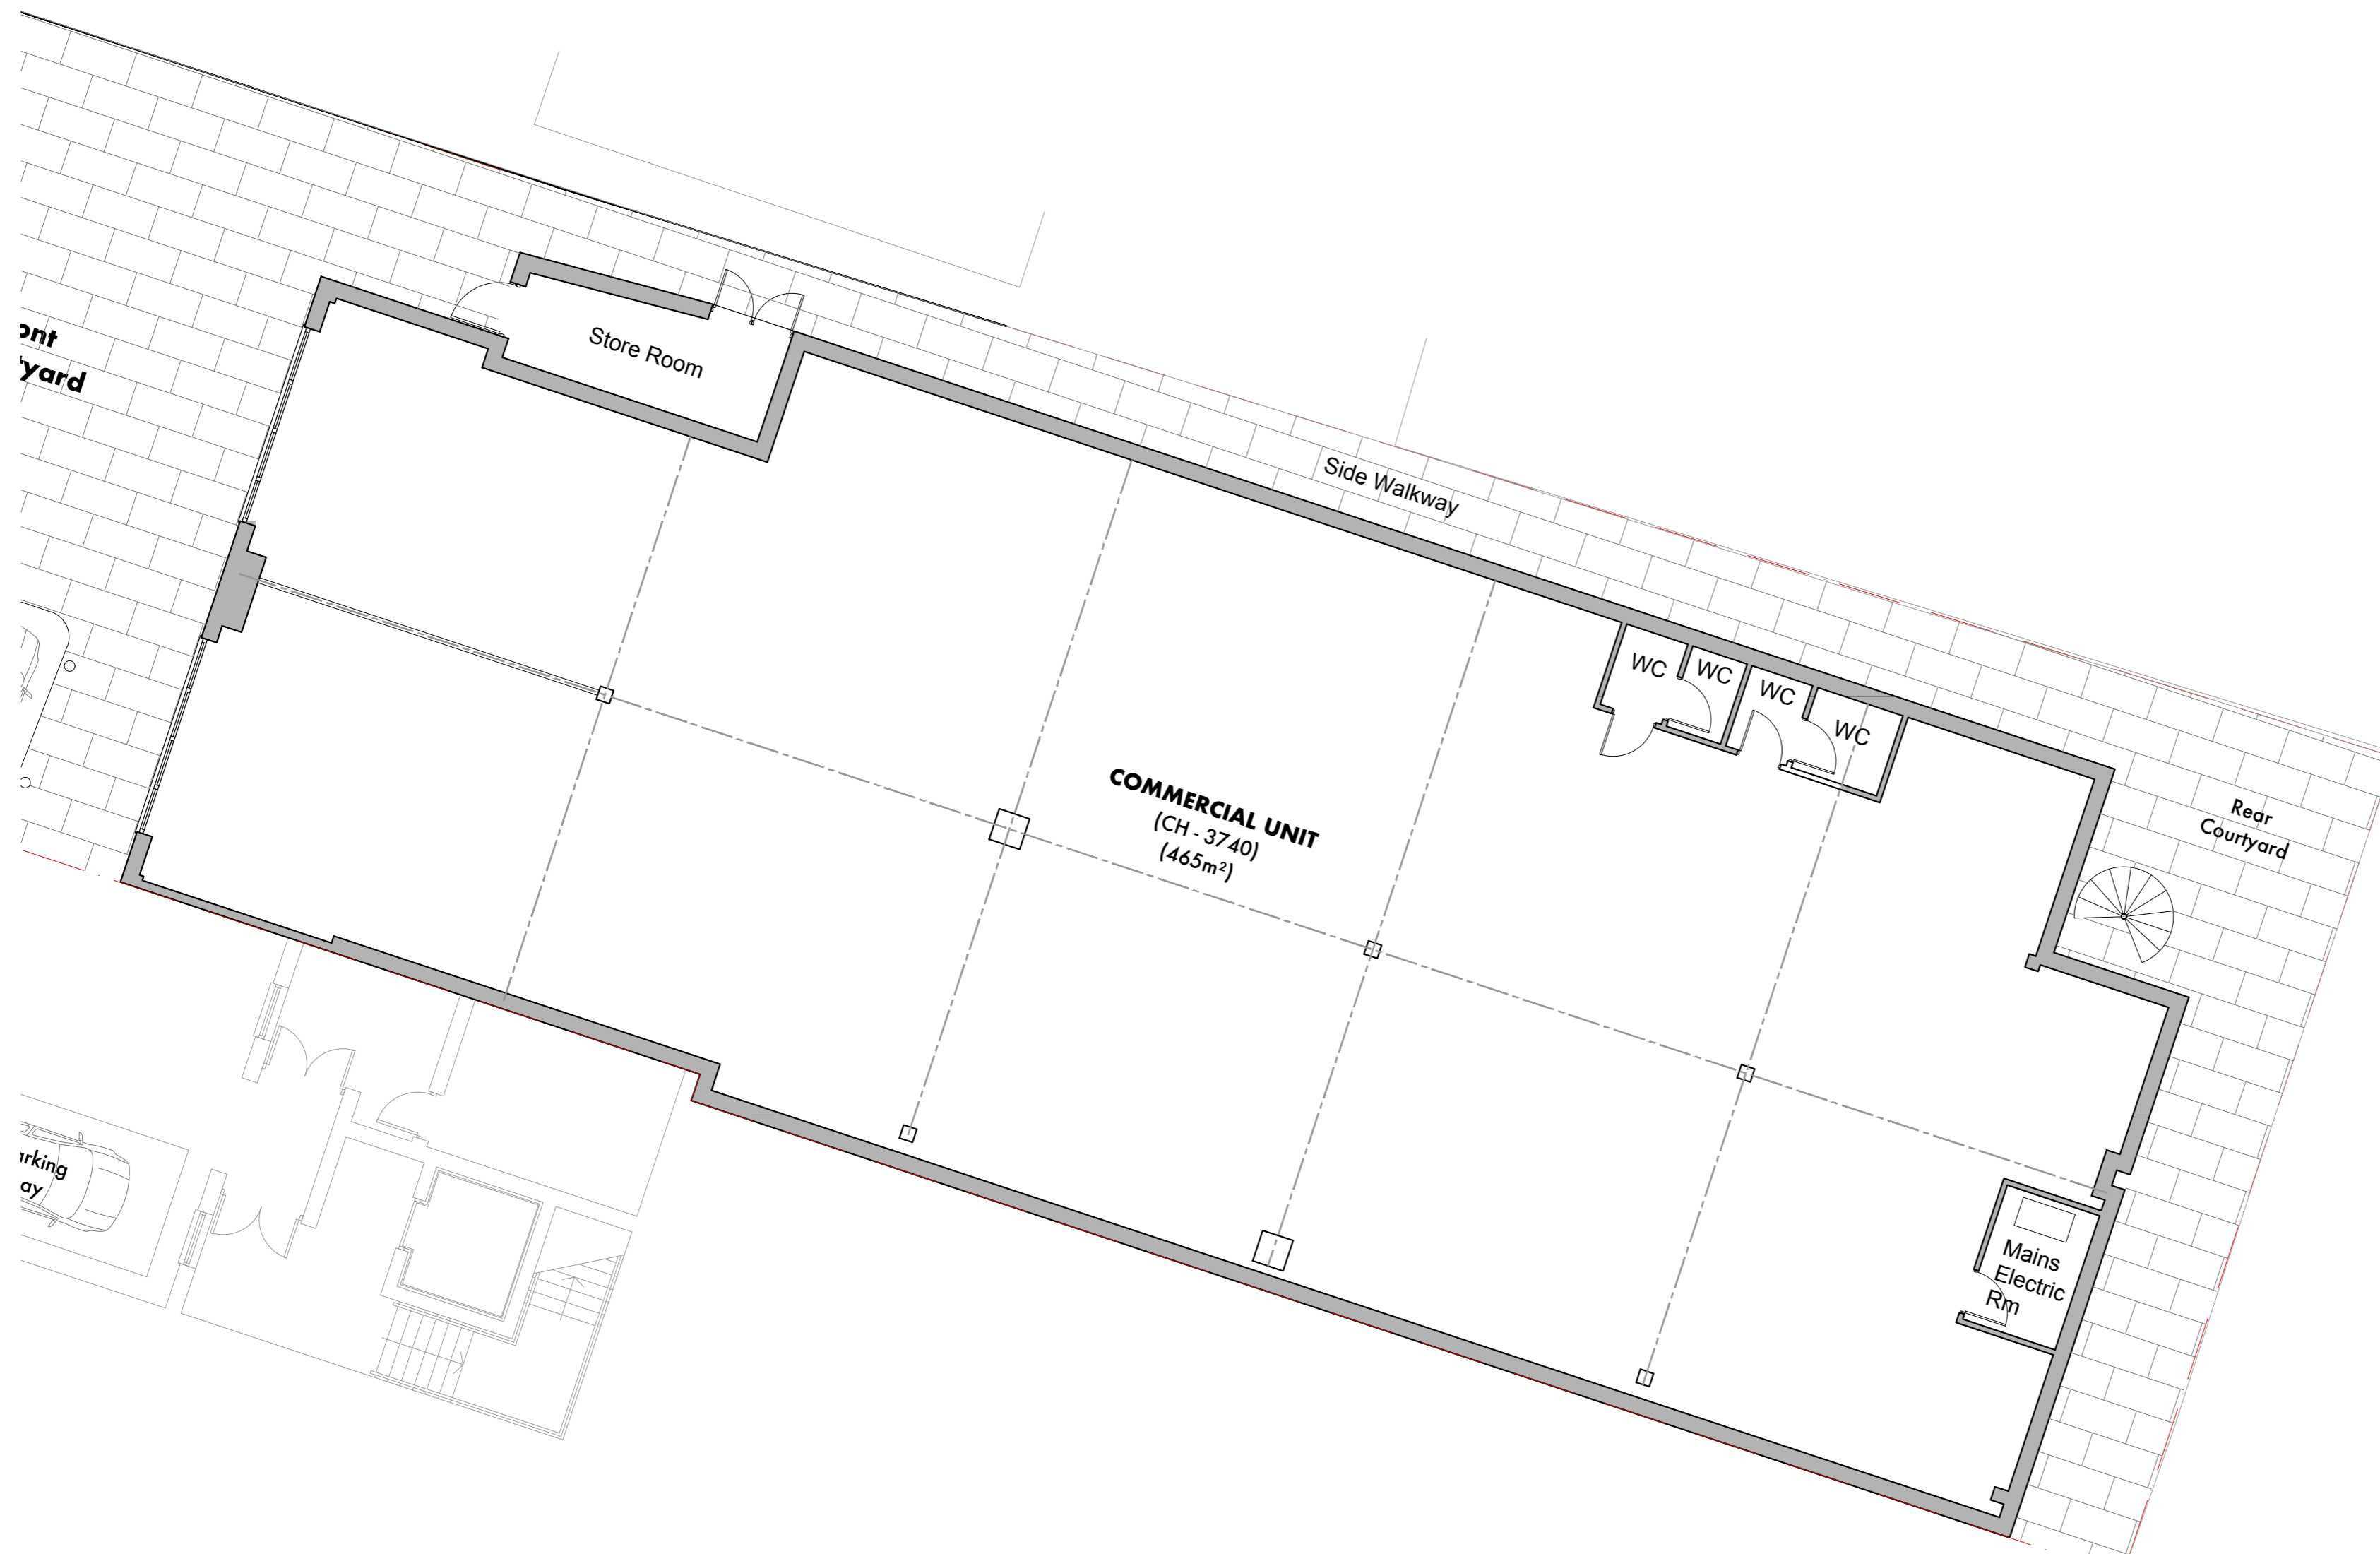 ont
yard
Store Room
Side Walkway
WC
WC
WC
WC
COMMERCIAL UNIT
(CH - 3740)
(465m²)
Rear
Courtyard
Mains
Electric
Rm
arking
ay